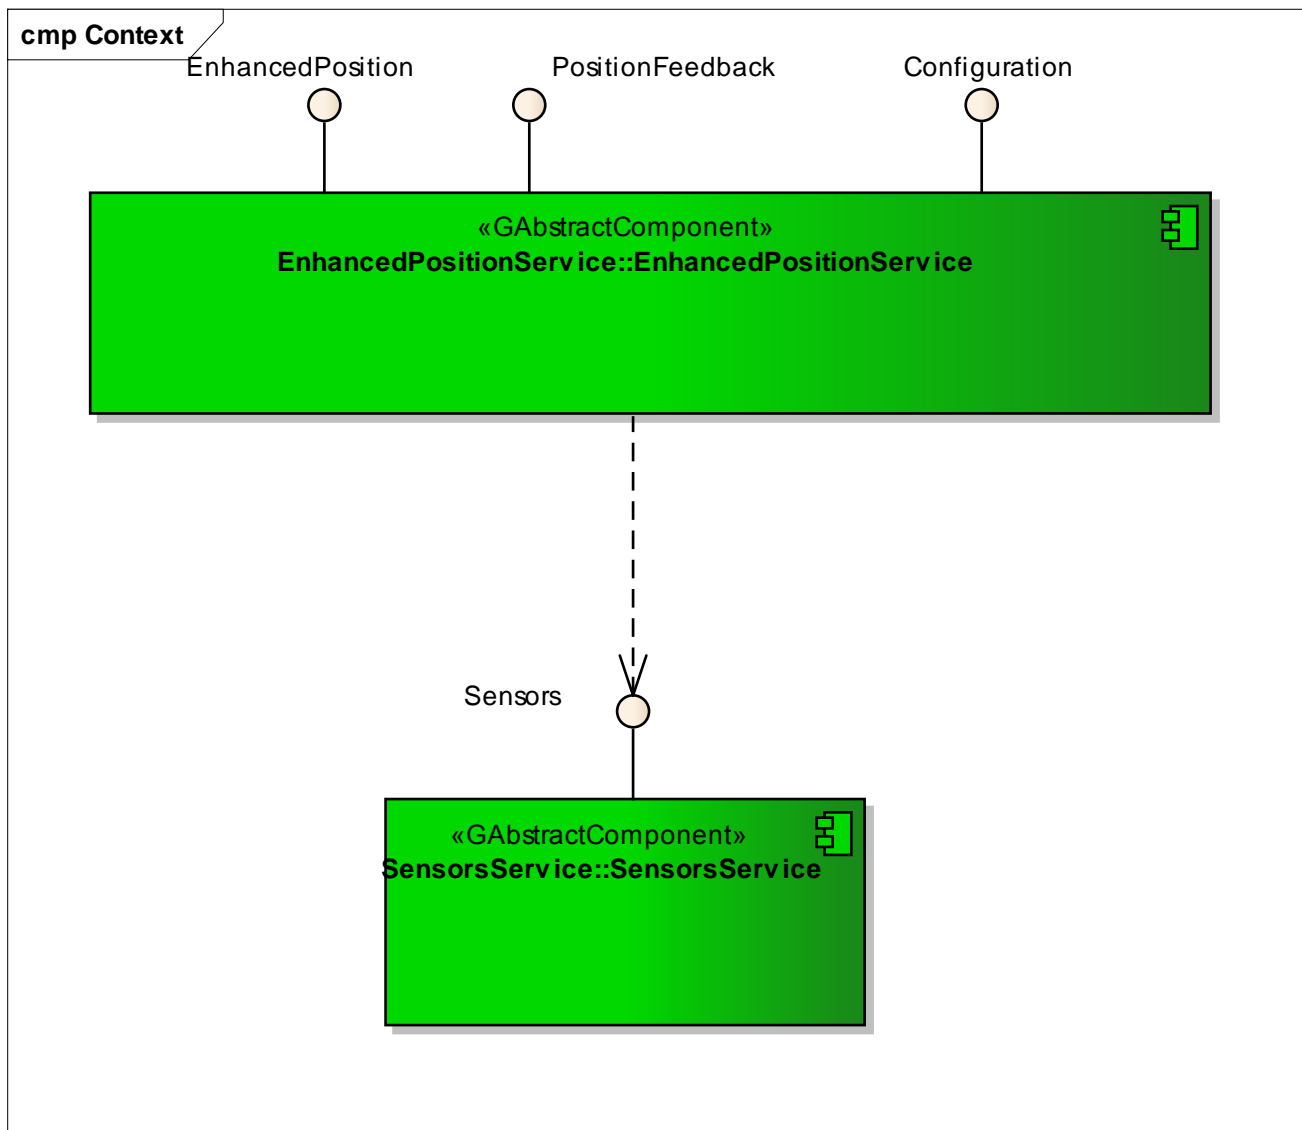 cmp Context
EnhancedPosition
PositionFeedback
Configuration
«GAbstractComponent»
EnhancedPositionService::EnhancedPositionService
Sensors
«GAbstractComponent»
SensorsService::SensorsService